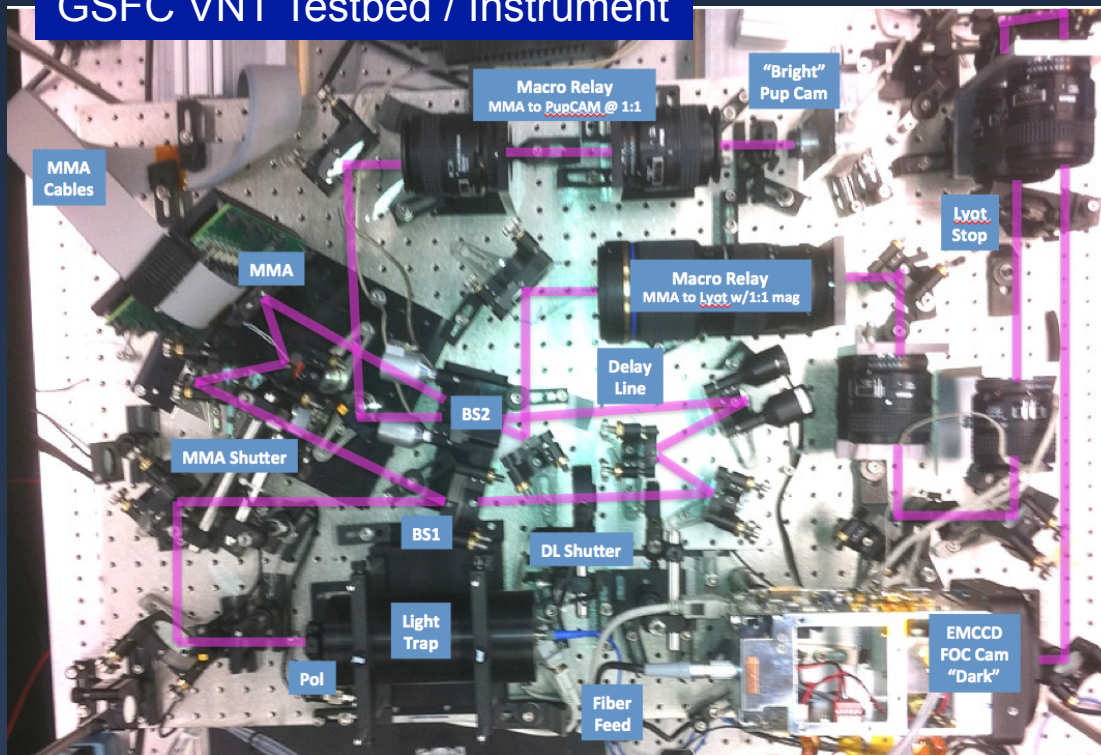 GSFC VNT Testbed / Instrument
Macro Relay
MMA to PupCAM @ 1:1
“Bright”
Pup Cam
MMA
Cables
Lyot
Stop
MMA
Macro Relay
MMA to Lyot w/1:1 mag
Delay
Line
BS2
MMA Shutter
BS1
DL Shutter
Light
Trap
EMCCD
FOC Cam
“Dark”
Pol
Fiber
Feed